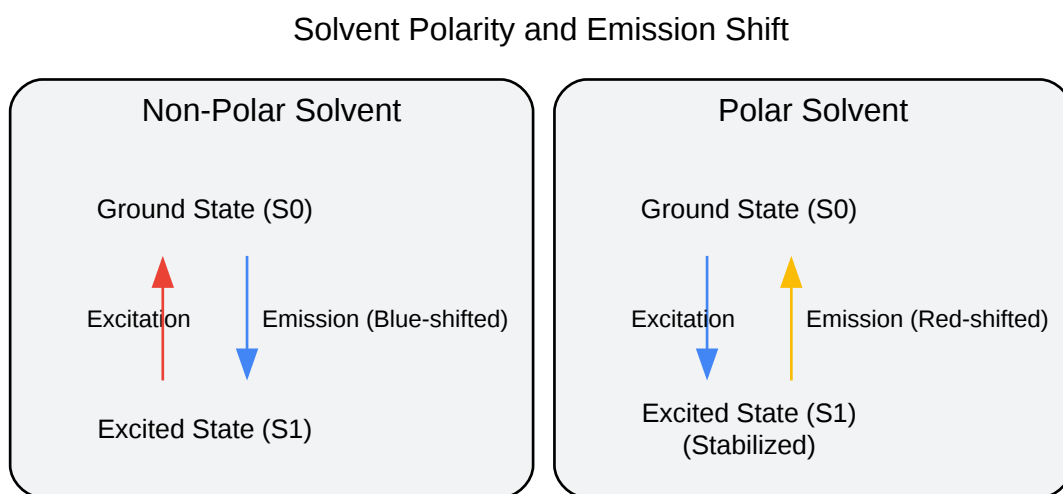 Solvent Polarity and Emission Shift
Non-Polar Solvent
Ground State (S0)
Excitation
Emission (Blue-shifted)
Excited State (S1)
Polar Solvent
Ground State (S0)
Excitation
Emission (Red-shifted)
Excited State (S1)
(Stabilized)